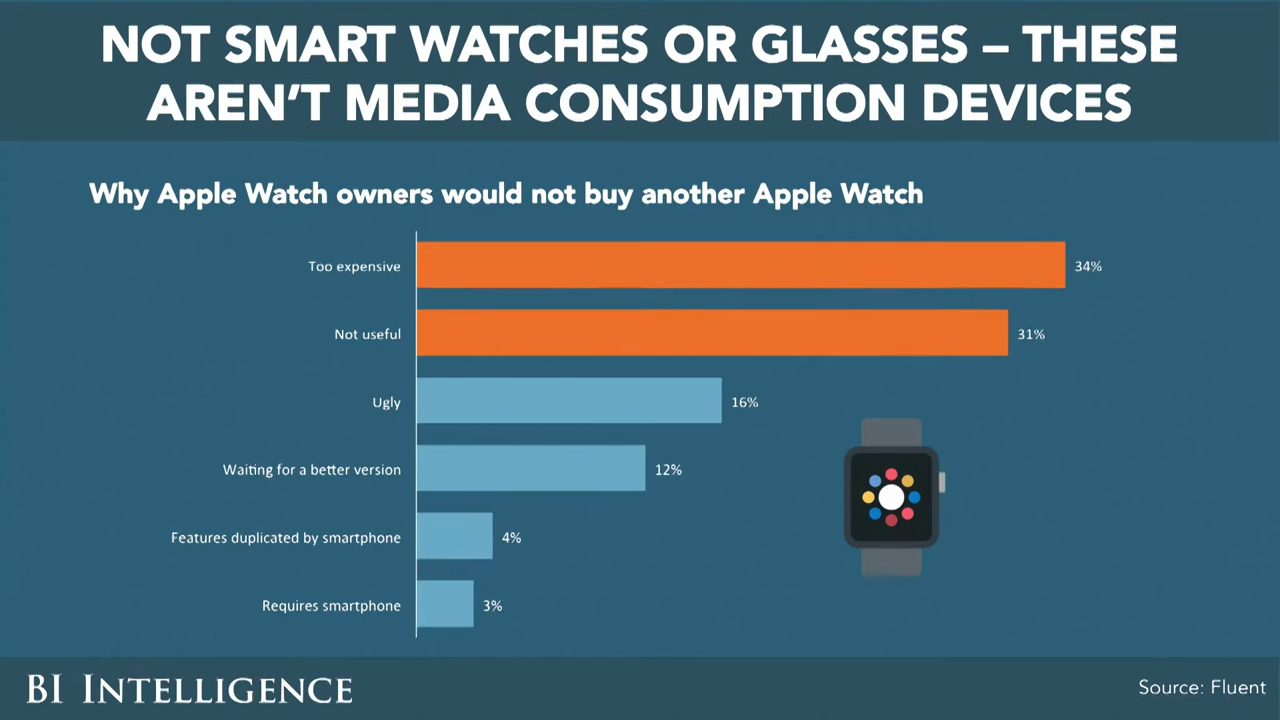 NOT SMART WATCHES OR GLASSES – THESE
AREN'T MEDIA CONSUMPTION DEVICES
Why Apple Watch owners would not buy another Apple Watch
Too expensive 34%
Not useful 31%
Ugly 16%
Waiting for a better version 12%
Features duplicated by smartphone 4%
Requires smartphone 3%
BI INTELLIGENCE
Source: Fluent